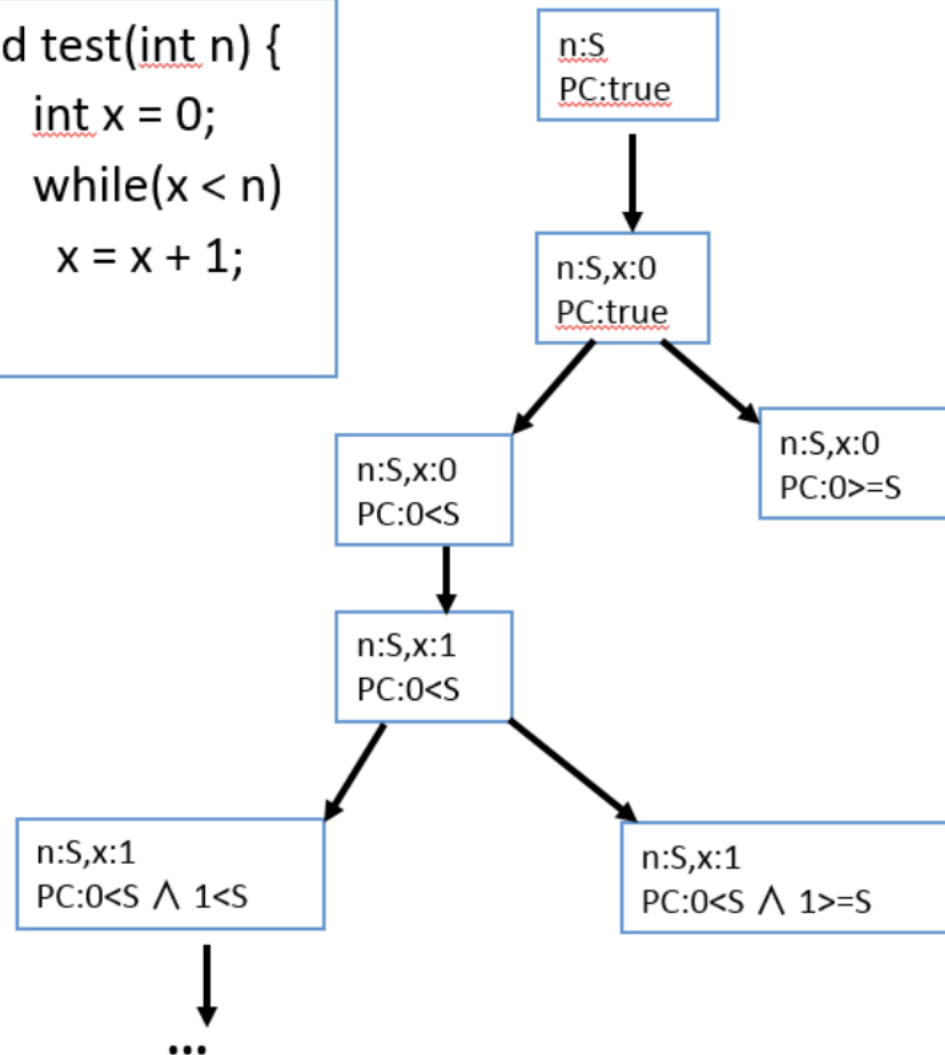 d test(int n) {
int x = 0;
while(x < n)
x = x + 1;
n:S
PC:true
n:S,x:0
PC:true
n:S,x:0
PC:0<S
n:S,x:0
PC:0>=S
n:S,x:1
PC:0<S
n:S,x:1
PC:0<S ∧ 1<S
n:S,x:1
PC:0<S ∧ 1>=S
...